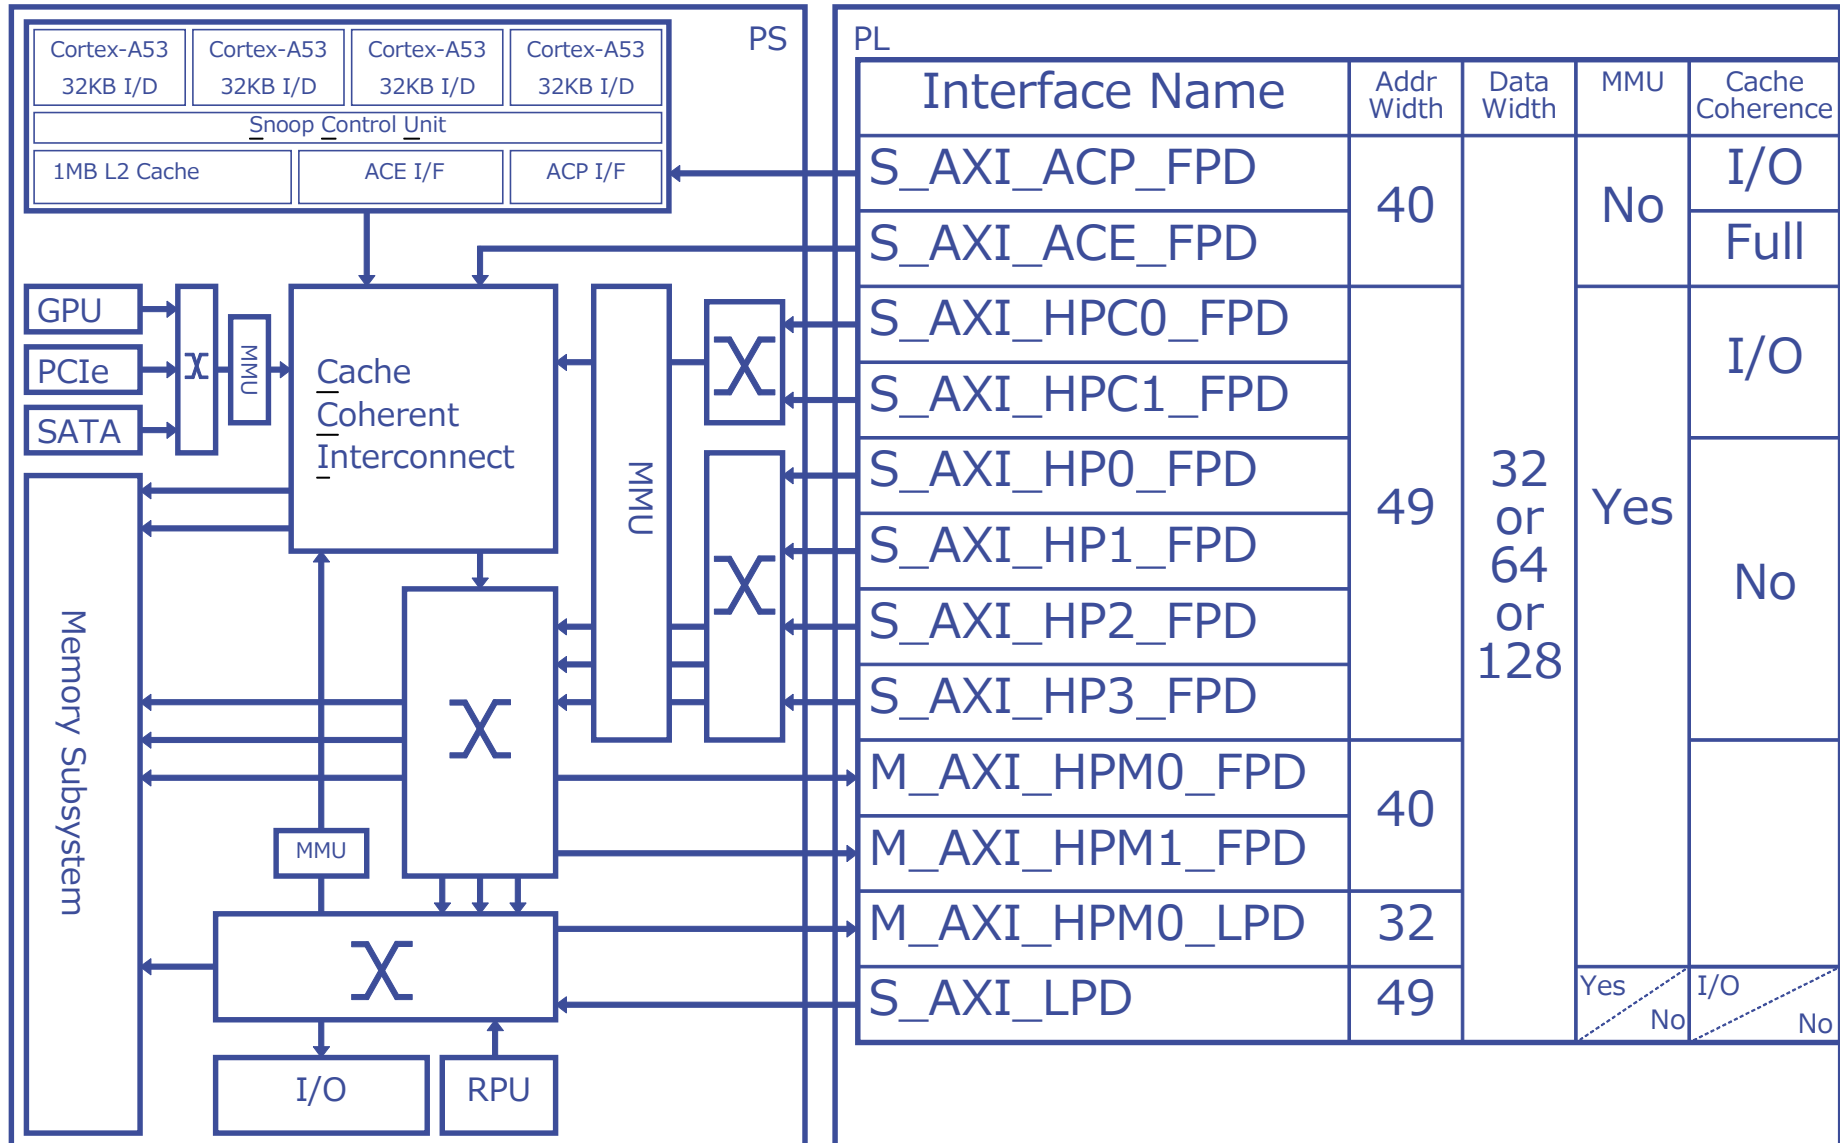 PS
Cortex-A53
32KB I/D
Cortex-A53
32KB I/D
Cortex-A53
32KB I/D
Cortex-A53
32KB I/D
Snoop Control Unit
1MB L2 Cache
ACE I/F
ACP I/F
GPU
PCIe
SATA
MMU
Cache
Coherent
Interconnect
MMU
Memory Subsystem
MMU
I/O
RPU
PL
Interface Name
Addr
Width
Data
Width
MMU
Cache
Coherence
S_AXI_ACP_FPD
S_AXI_ACE_FPD
S_AXI_HPC0_FPD
S_AXI_HPC1_FPD
S_AXI_HP0_FPD
S_AXI_HP1_FPD
S_AXI_HP2_FPD
S_AXI_HP3_FPD
M_AXI_HPM0_FPD
M_AXI_HPM1_FPD
M_AXI_HPM0_LPD
S_AXI_LPD
40
49
40
32
49
32
or
64
or
128
No
Yes
Yes
No
I/O
Full
I/O
No
I/O
No